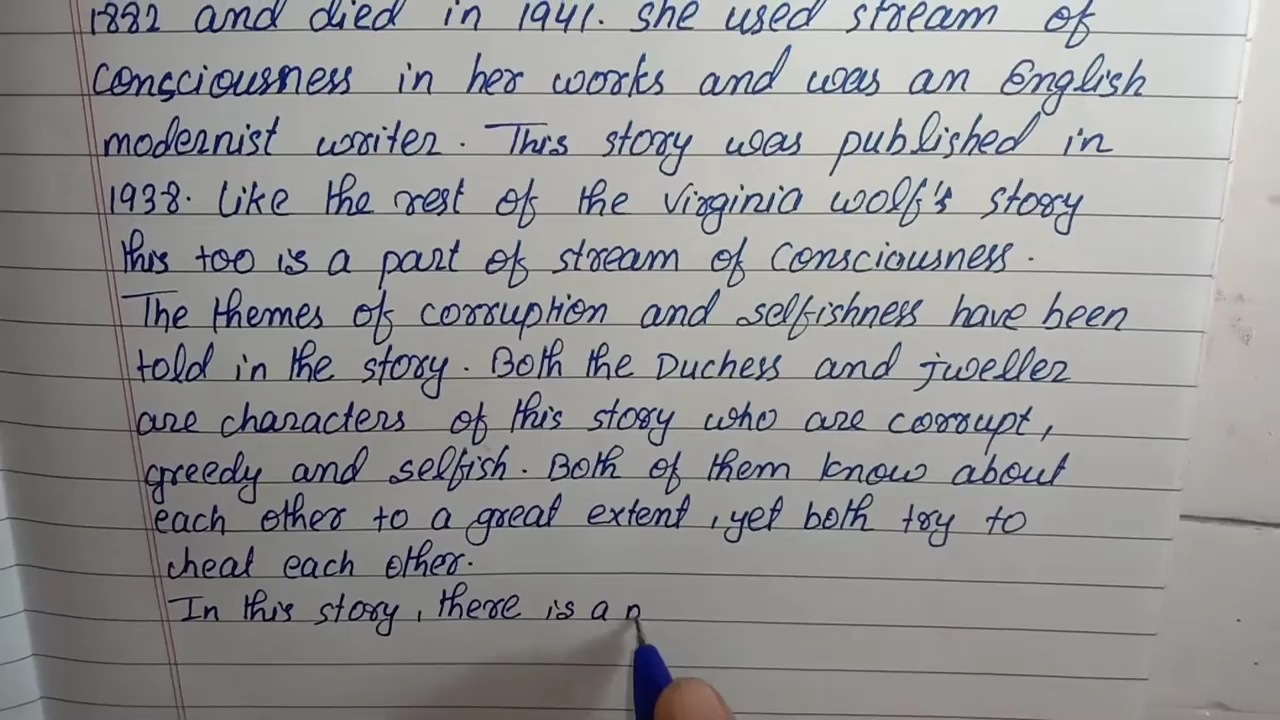 1882 and died in 1941. She used stream of
consciousness in her works and was an English
modernist writer. This story was published in
1938. Like the rest of the Virginia Wolf's story
this too is a part of stream of consciousness.
The themes of corruption and selfishness have been
told in the story. Both the Duchess and jweller
are characters of this story who are corrupt,
greedy and selfish. Both of them know about
each other to a great extent, yet both try to
cheat each other.
In this story, there is a